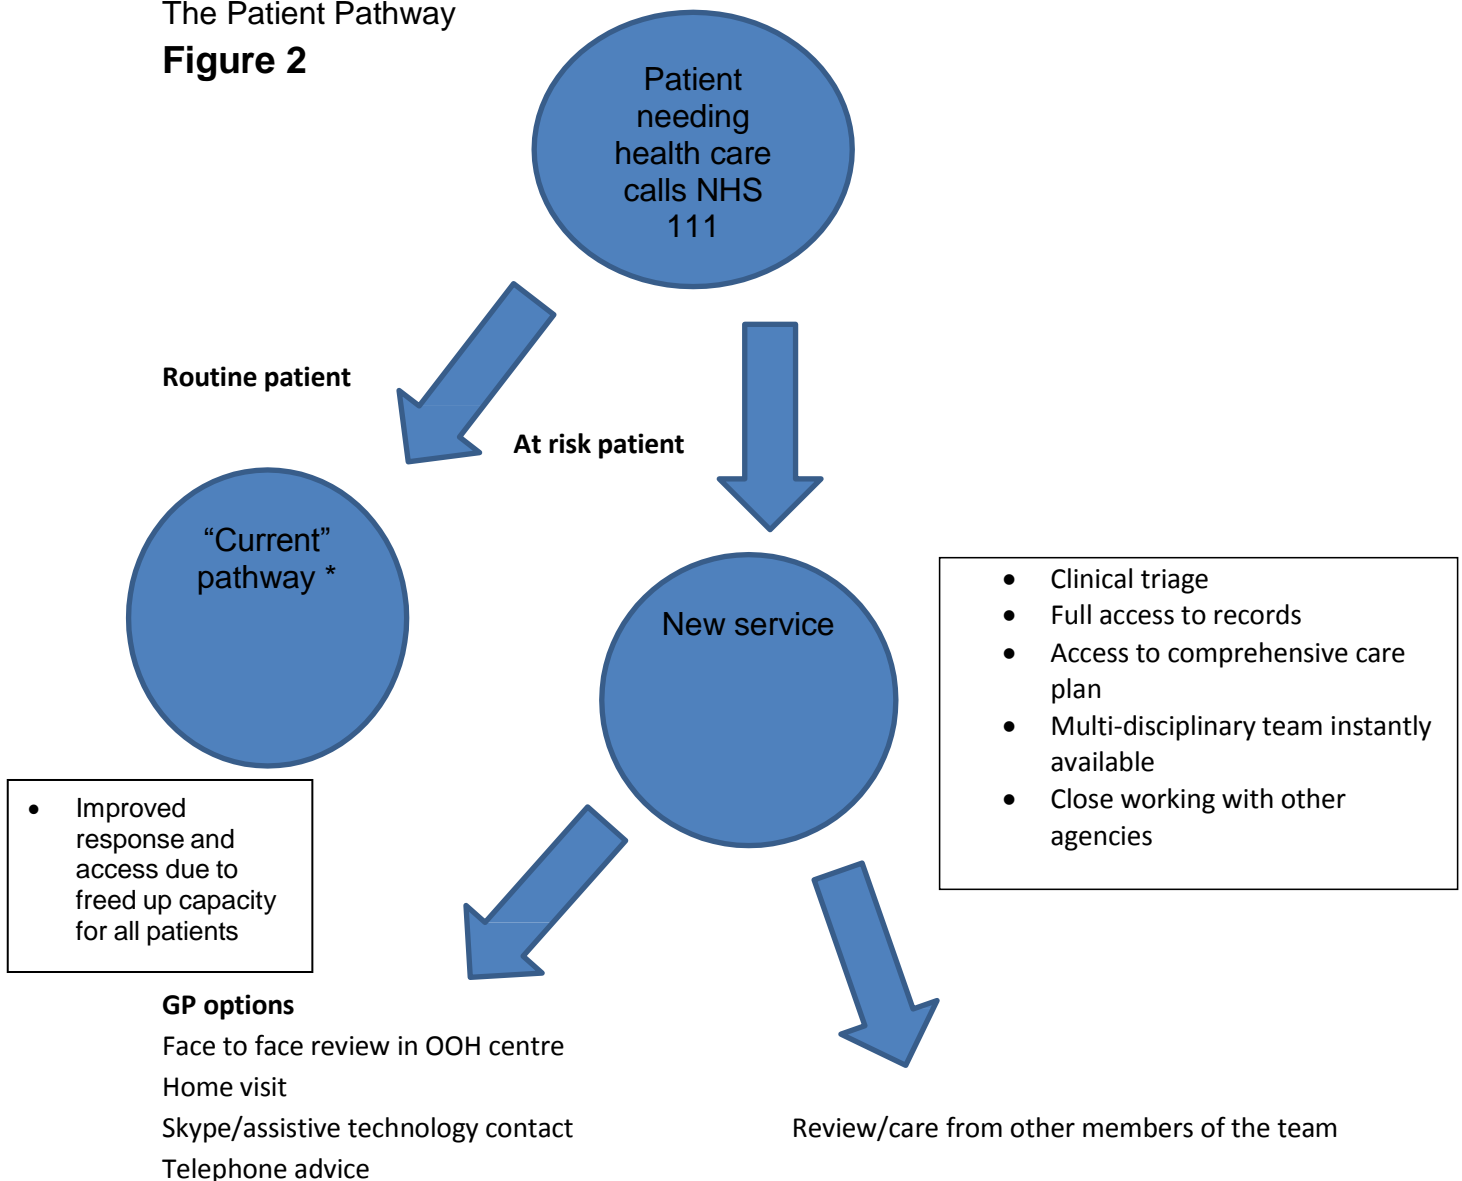 The Patient Pathway
Figure 2
Patient
needing
health care
calls NHS
111
Routine patient
At risk patient
“Current”
pathway *
New service
• Clinical triage
• Full access to records
• Access to comprehensive care
plan
• Multi-disciplinary team instantly
available
• Close working with other
agencies
• Improved
response and
access due to
freed up capacity
for all patients
GP options
Face to face review in OOH centre
Home visit
Skype/assistive technology contact
Telephone advice
Review/care from other members of the team